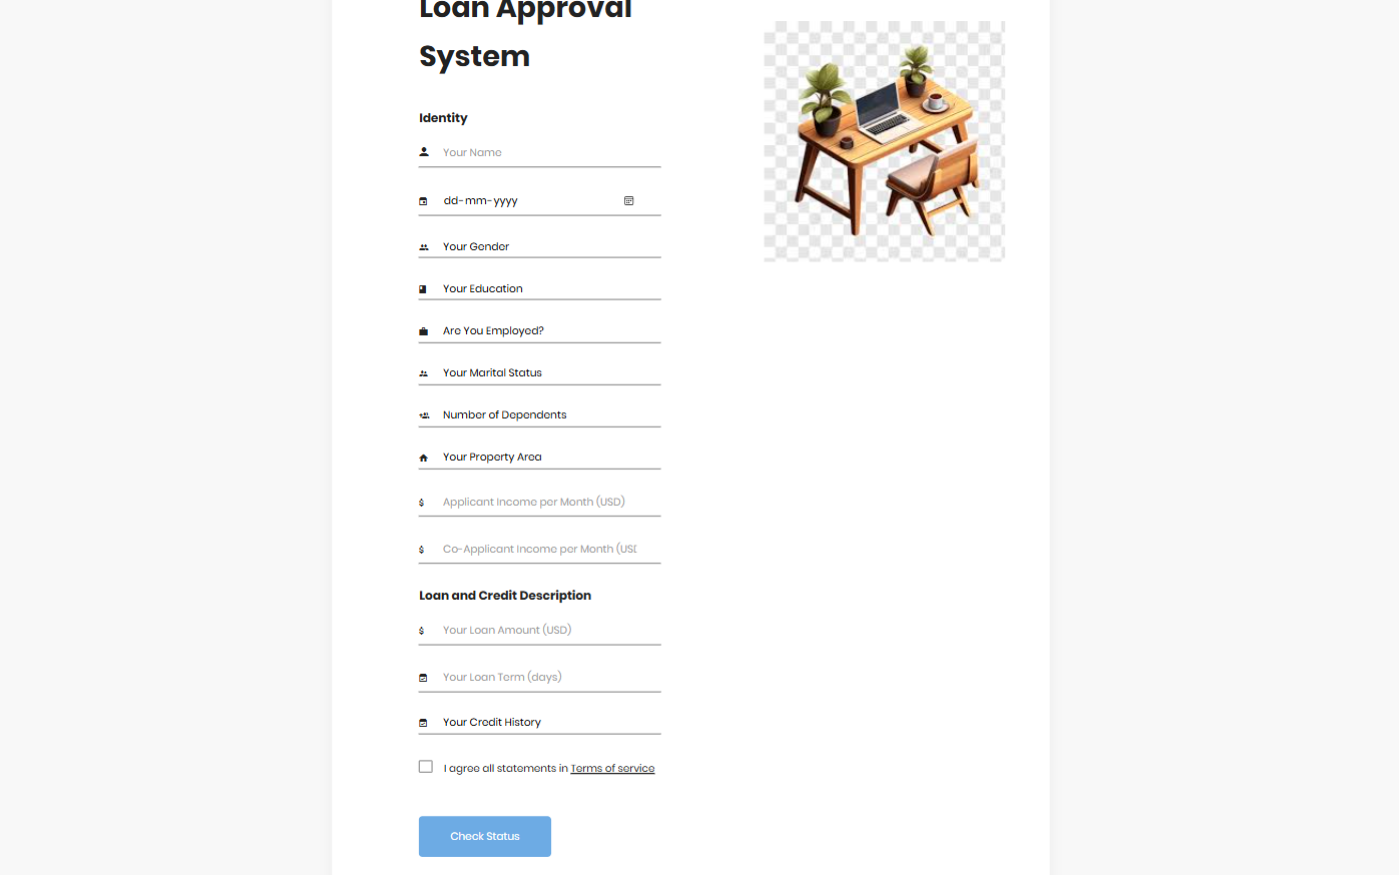 Loan Approval
System
Identity
Your Name
dd-mm-yyyy
Your Gender
Your Education
Are You Employed?
Your Marital Status
Number of Dependents
Your Property Area
Applicant Income per Month (USD)
Co-Applicant Income per Month (USD
Loan and Credit Description
Your Loan Amount (USD)
Your Loan Term (days)
Your Credit History
I agree all statements in Terms of service
Check Status